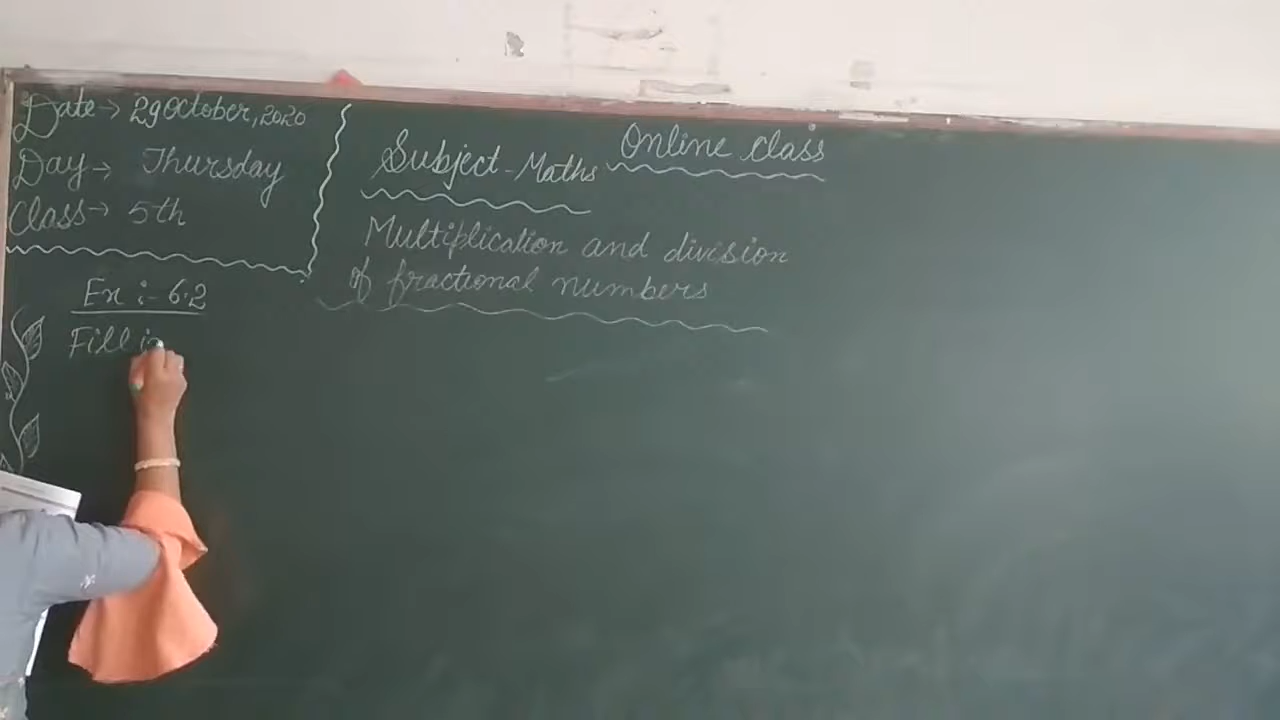 Date → 29 October, 2020
Day → Thursday
Class → 5th
Subject - Maths
Online class
Multiplication and division
of fractional numbers
Ex :- 6.2
Fill in